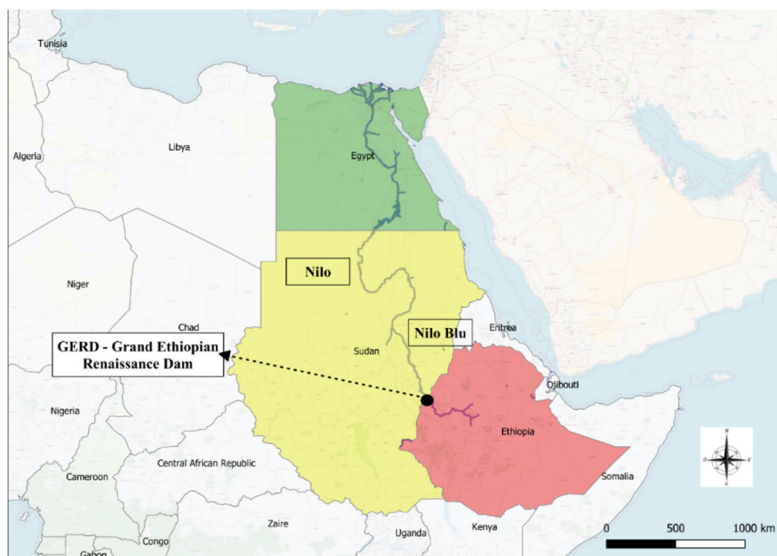 Tunisia
Algeria
Libya
Egypt
Nilo
Niger
Chad
Nilo Blu
Eritrea
GERD - Grand Ethiopian
Renaissance Dam
Sudan
Djibouti
Nigeria
Ethiopia
Central African Republic
Cameroon
Somalia
Zaire
Uganda
Kenya
Congo
Gabon
0 500 1000 km